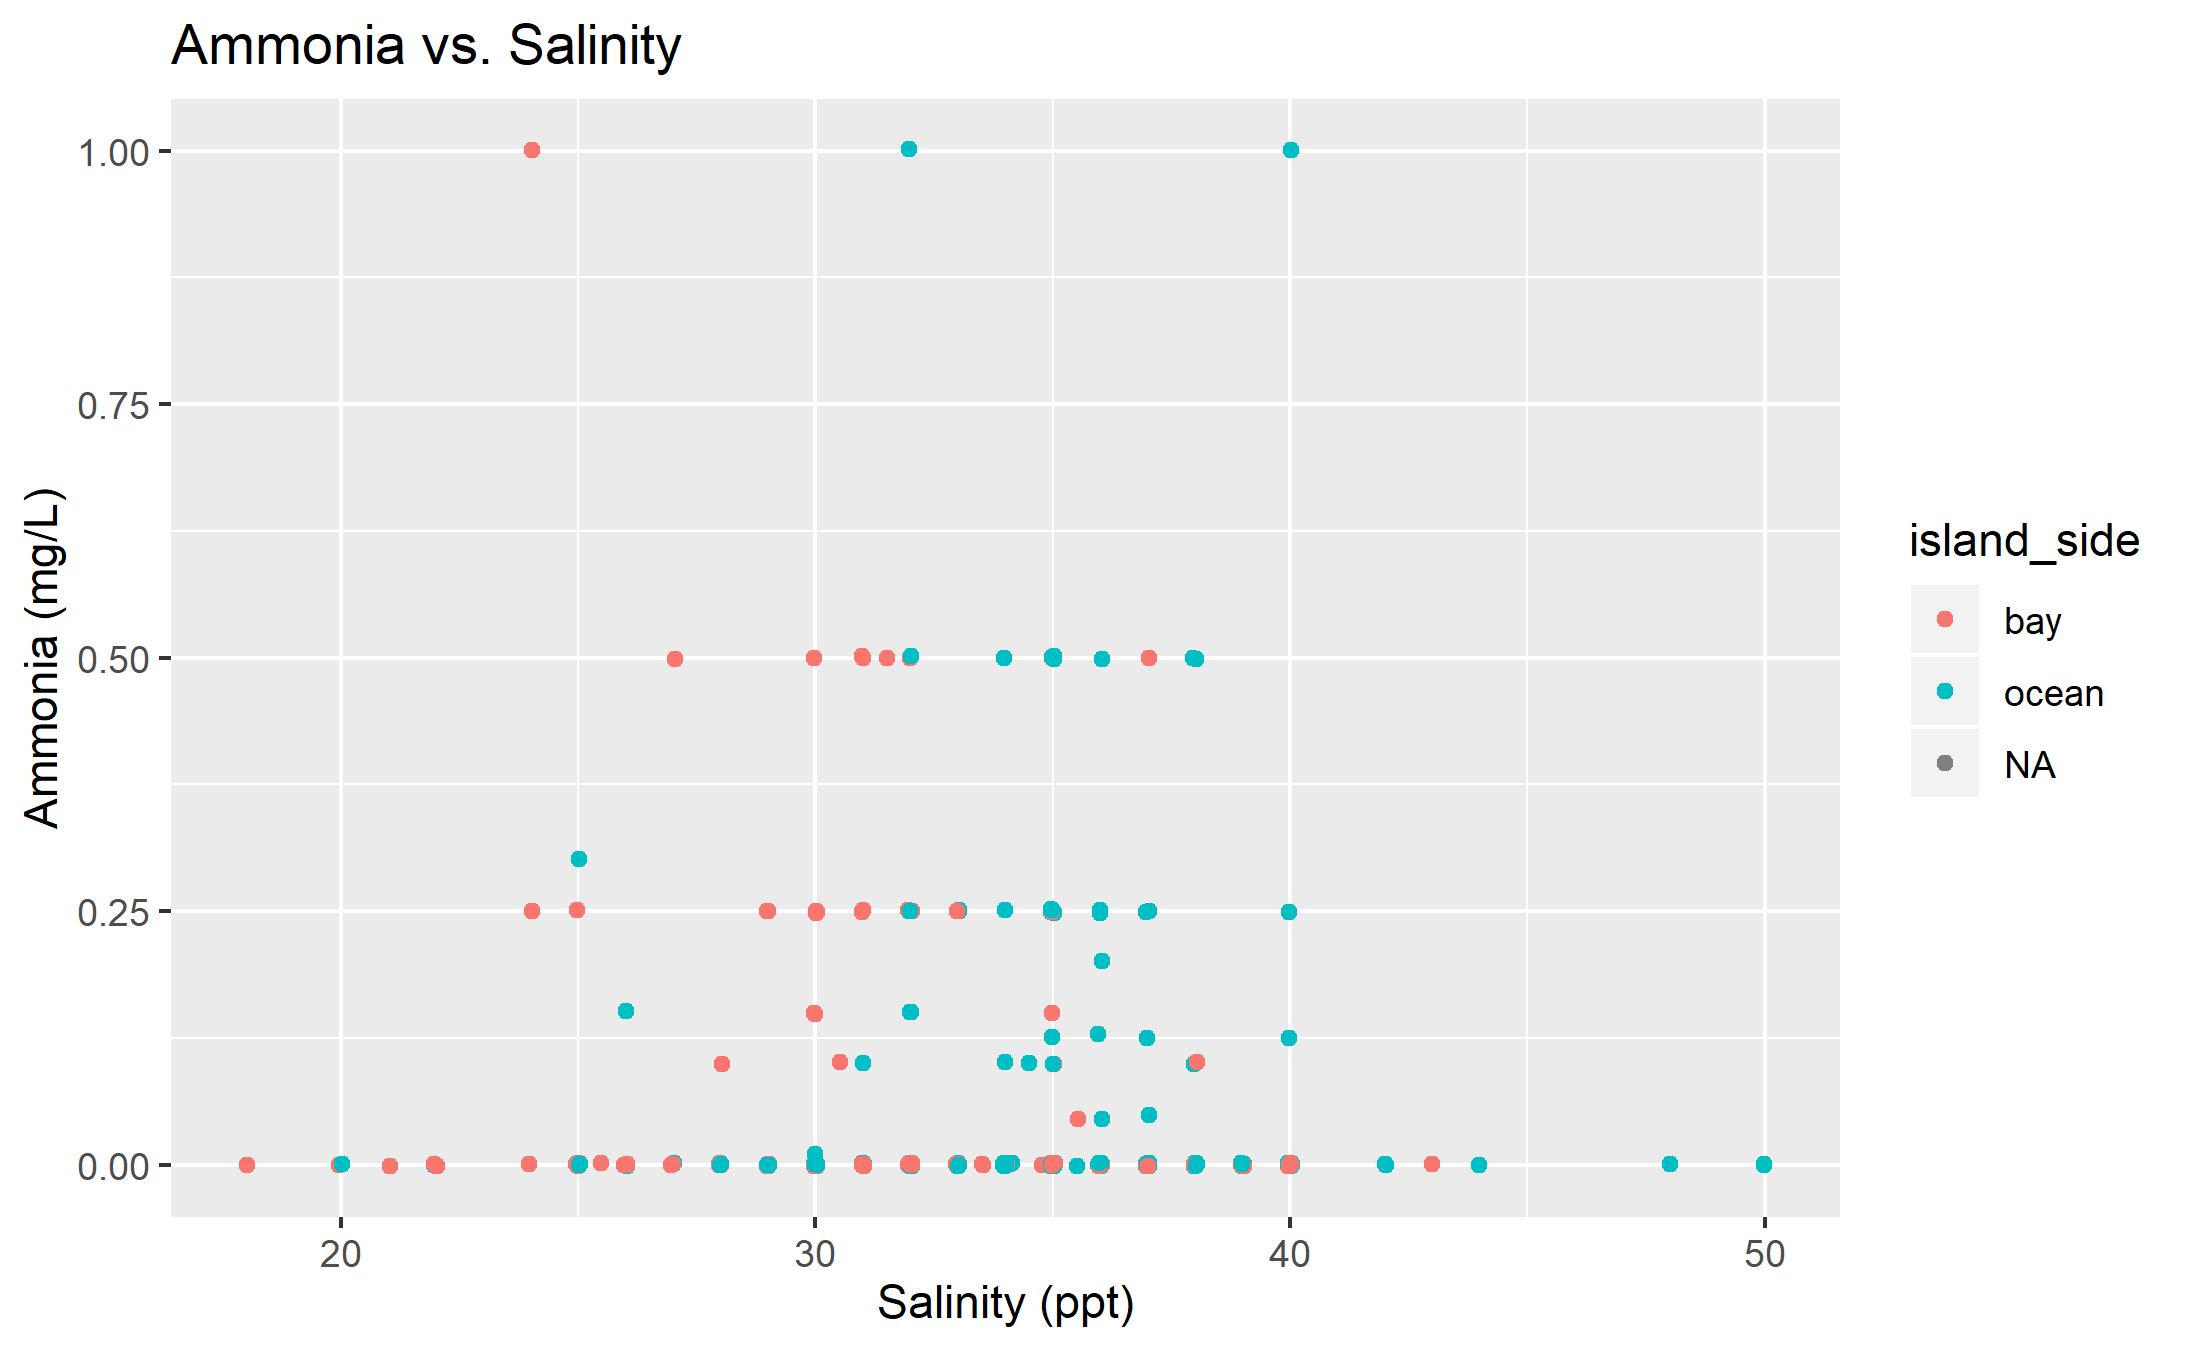 Ammonia vs. Salinity
1.00
0.75
0.50
0.25
0.00
Ammonia (mg/L)
20 30 40 50
Salinity (ppt)
island_side
bay
ocean
NA